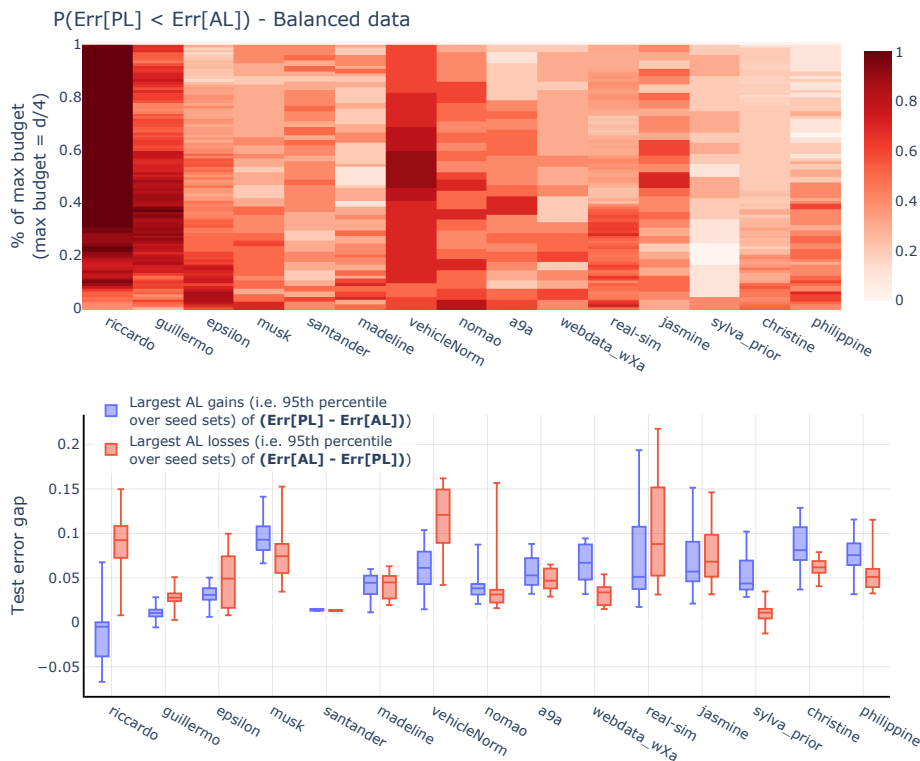 P(Err[PL] < Err[AL]) - Balanced data
% of max budget
(max budget = d/4)
1
0.8
0.6
0.4
0.2
0
1
0.8
0.6
0.4
0.2
0
riccardo
guillermo
epsilon
musk
santander
madeline
vehicleNorm
nomao
a9a
webdata_wXa
real-sim
jasmine
sylva_prior
christine
philippine
Largest AL gains (i.e. 95th percentile
over seed sets) of (Err[PL] - Err[AL]))
Largest AL losses (i.e. 95th percentile
over seed sets) of (Err[AL] - Err[PL]))
Test error gap
0.2
0.15
0.1
0.05
0
−0.05
riccardo
guillermo
epsilon
musk
santander
madeline
vehicleNorm
nomao
a9a
webdata_wXa
real-sim
jasmine
sylva_prior
christine
philippine